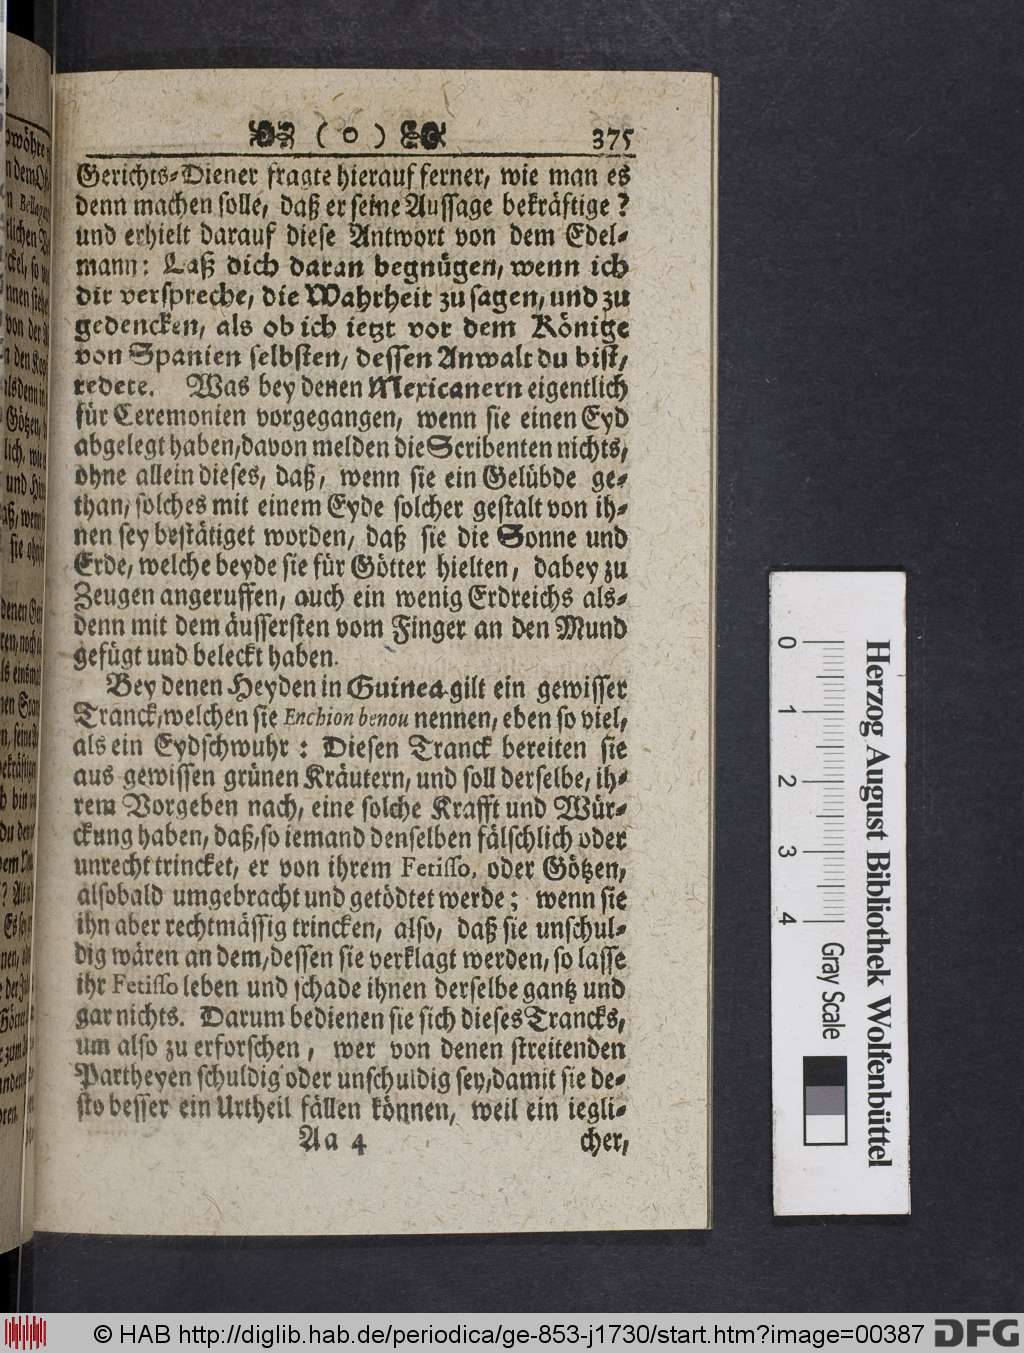 ( o ) 375
Gerichts-Diener fragte hierauf ferner, wie man es
denn machen solle, daß er seine Aussage bekräftige?
und erhielt darauf diese Antwort von dem Edel-
mann: Laß dich daran begnügen, wenn ich
dir verspreche, die Wahrheit zu sagen, und zu
gedencken, als ob ich ietzt vor dem Könige
von Spanien selbsten, dessen Anwalt du bist,
redete. Was bey denen Mexicanern eigentlich
für Ceremonien vorgegangen, wenn sie einen Eyd
abgelegt haben, davon melden die Scribenten nichts,
ohne allein dieses, daß, wenn sie ein Gelübde ge-
than, solches mit einem Eyde solcher gestalt von ih-
nen sey bestätiget worden, daß sie die Sonne und
Erde, welche beyde sie für Götter hielten, dabey zu
Zeugen angeruffen, auch ein wenig Erdreichs als-
denn mit dem äussersten vom Finger an den Mund
gefügt und beleckt haben.
Bey denen Heyden in Guinea gilt ein gewisser
Tranck, welchen sie Enchion benou nennen, eben so viel,
als ein Eydschwuhr: Diesen Tranck bereiten sie
aus gewissen grünen Kräutern, und soll derselbe, ih-
rem Vorgeben nach, eine solche Krafft und Wür-
ckung haben, daß, so iemand denselben fälschlich oder
unrecht trincket, er von ihrem Fetisso, oder Götzen,
alsobald umgebracht und getödtet werde; wenn sie
ihn aber rechtmässig trincken, also, daß sie unschul-
dig wären an dem, dessen sie verklagt werden, so lasse
ihr Fetisso leben und schade ihnen derselbe gantz und
gar nichts. Darum bedienen sie sich dieses Trancks,
um also zu erforschen, wer von denen streitenden
Partheyen schuldig oder unschuldig sey, damit sie de-
sto besser ein Urtheil fällen können, weil ein iegli-
Aa 4 cher,
0 1 2 3 4
Gray Scale
Herzog August Bibliothek Wolfenbüttel
© HAB http://diglib.hab.de/periodica/ge-853-j1730/start.htm?image=00387 DFG